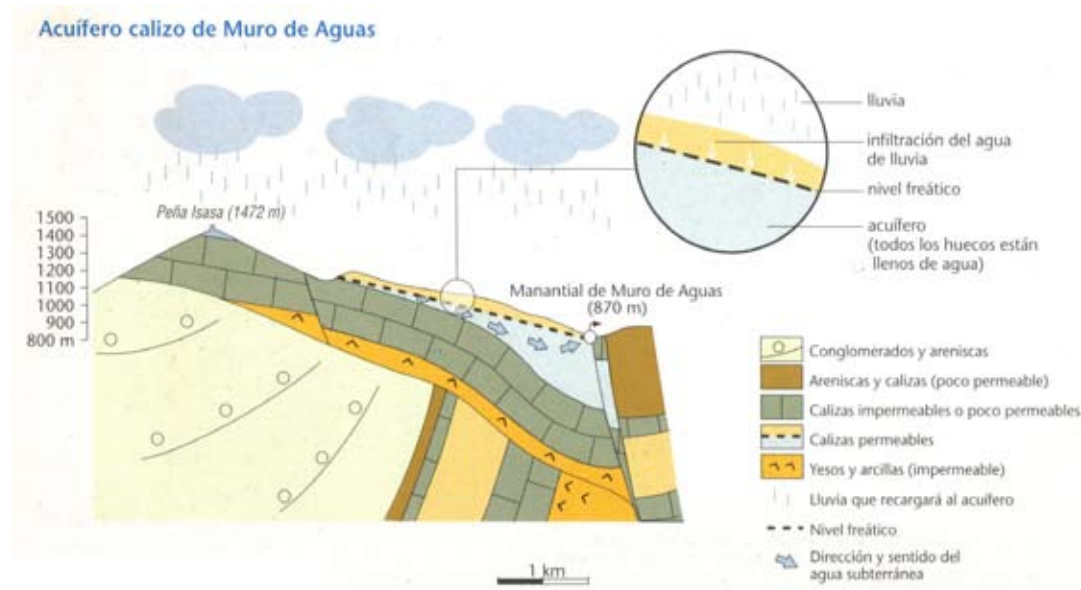 Acuífero calizo de Muro de Aguas
lluvia
infiltración del agua
de lluvia
nivel freático
acuífero
(todos los huecos están
llenos de agua)
Peña Isasa (1472 m)
1500
1400
1300
1200
1100
1000
900
800 m
Manantial de Muro de Aguas
(870 m)
Conglomerados y areniscas
Areniscas y calizas (poco permeable)
Calizas impermeables o poco permeables
Calizas permeables
Yesos y arcillas (impermeable)
Lluvia que recargará al acuífero
Nivel freático
Dirección y sentido del
agua subterránea
1 km